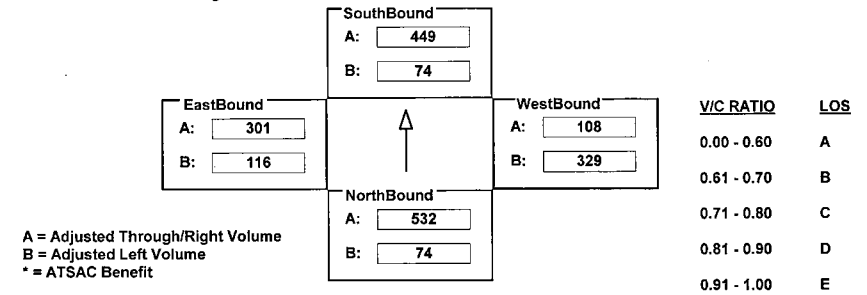 SouthBound
A: 449
B: 74
EastBound
A: 301
B: 116
WestBound
A: 108
B: 329
NorthBound
A: 532
B: 74
A = Adjusted Through/Right Volume
B = Adjusted Left Volume
* = ATSAC Benefit
V/C RATIO LOS
0.00 - 0.60 A
0.61 - 0.70 B
0.71 - 0.80 C
0.81 - 0.90 D
0.91 - 1.00 E